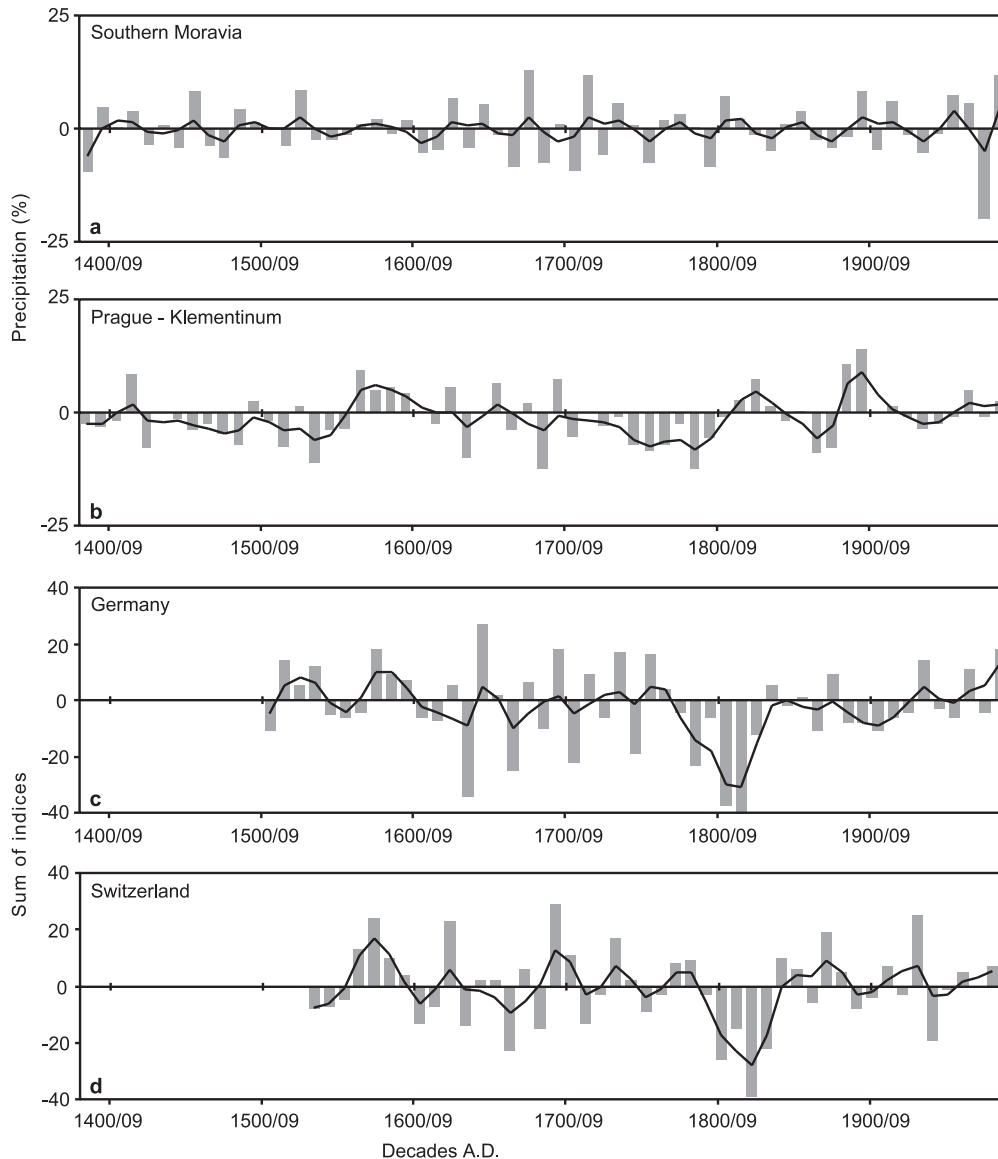 Precipitation (%)
25
Southern Moravia
0
a
-25
1400/09 1500/09 1600/09 1700/09 1800/09 1900/09
25
Prague - Klementinum
0
b
-25
1400/09 1500/09 1600/09 1700/09 1800/09 1900/09
Sum of indices
40
Germany
20
0
-20
c
-40
1400/09 1500/09 1600/09 1700/09 1800/09 1900/09
40
Switzerland
20
0
-20
d
-40
1400/09 1500/09 1600/09 1700/09 1800/09 1900/09
Decades A.D.